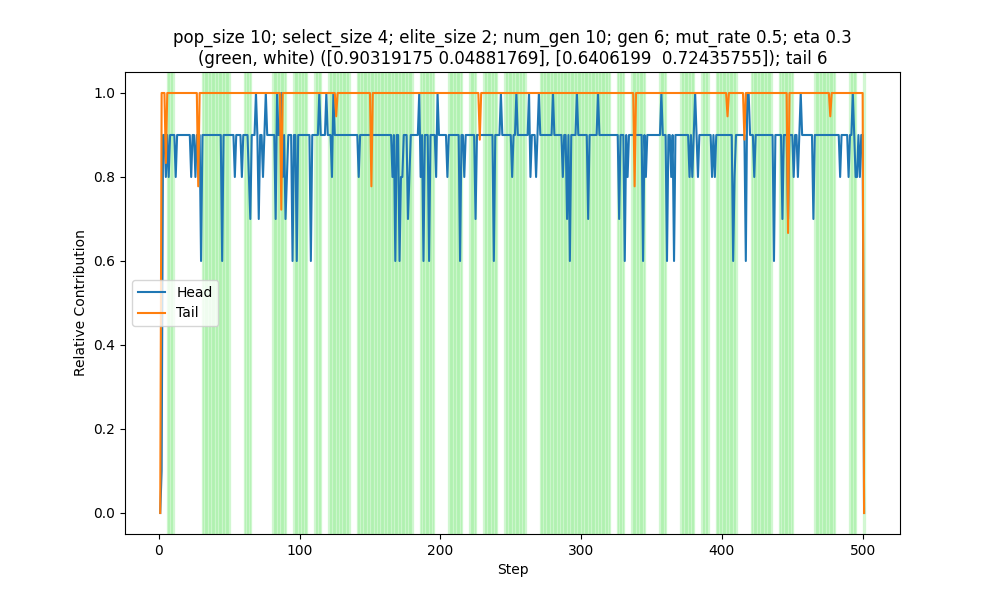 pop_size 10; select_size 4; elite_size 2; num_gen 10; gen 6; mut_rate 0.5; eta 0.3
(green, white) ([0.90319175 0.04881769], [0.6406199  0.72435755]); tail 6
1.0
0.8
0.6
0.4
0.2
0.0
Relative Contribution
Head
Tail
0
100
200
300
400
500
Step